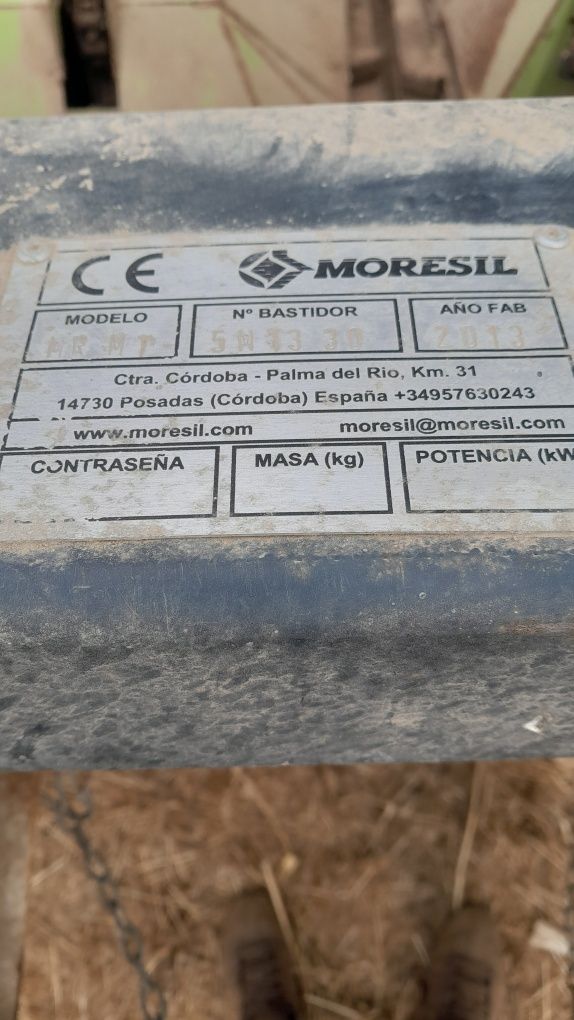 CE MORESIL
MODELO Nº BASTIDOR AÑO FAB
2013
Ctra. Córdoba - Palma del Rio, Km. 31
14730 Posadas (Córdoba) España +34957630243
www.moresil.com moresil@moresil.com
CONTRASEÑA MASA (kg) POTENCIA (kW